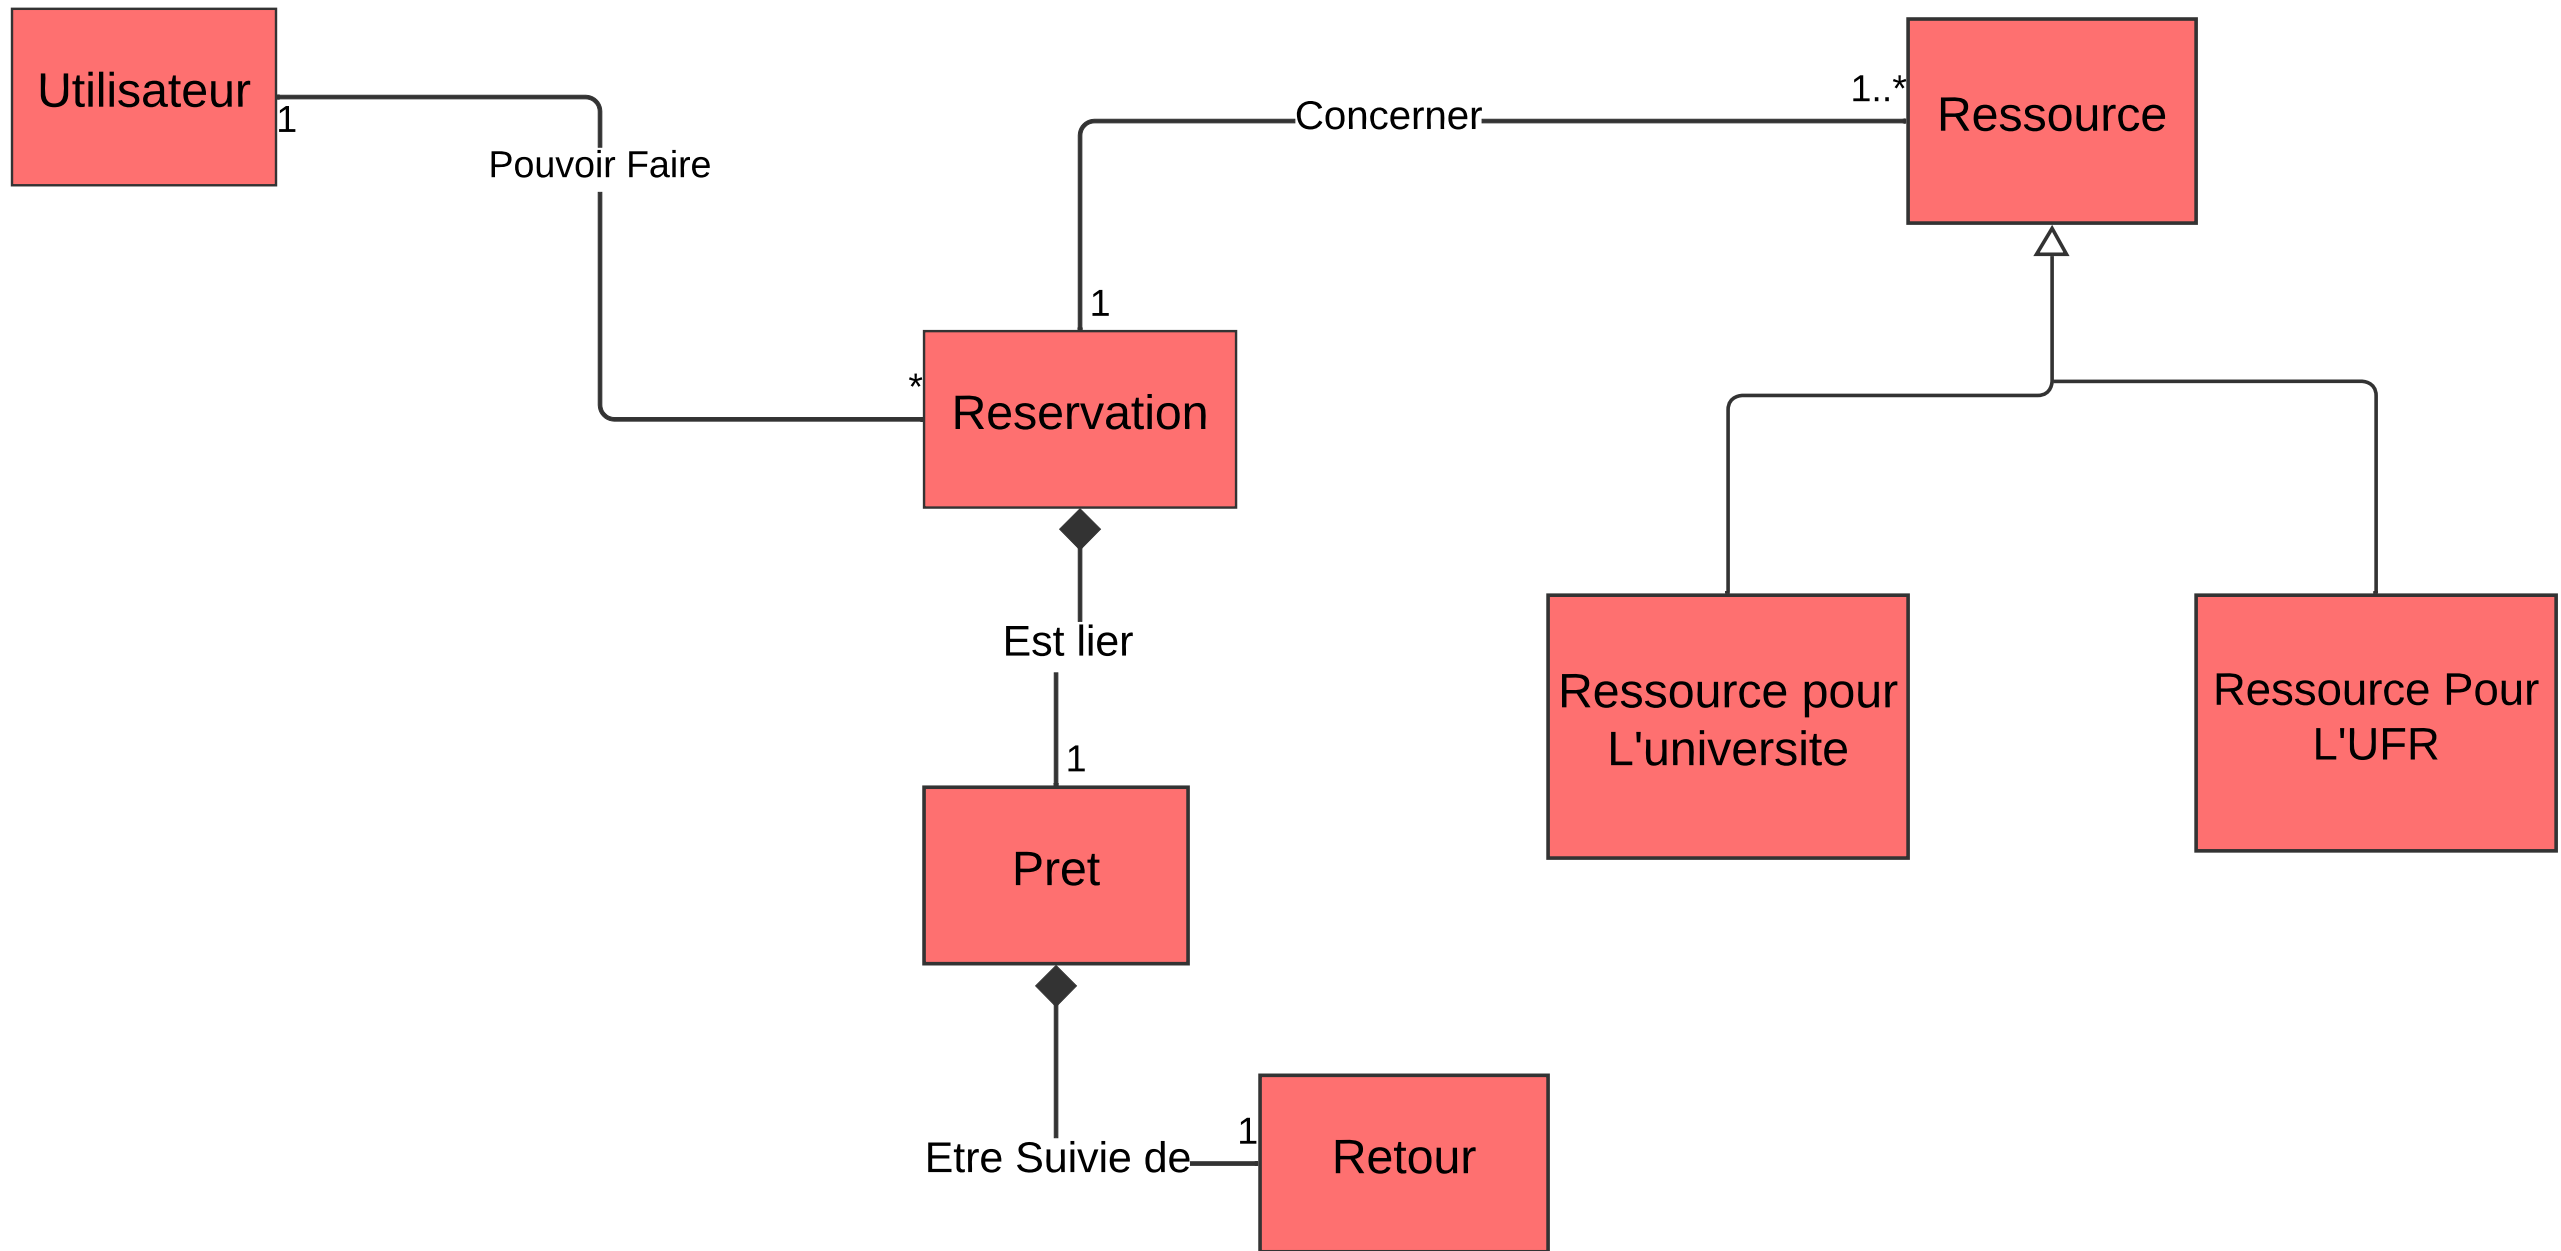 Utilisateur
1
Pouvoir Faire
*
Concerner
1..*
1
Ressource
Reservation
Est lier
1
Pret
Ressource pour
L'universite
Ressource Pour
L'UFR
Etre Suivie de
1
Retour